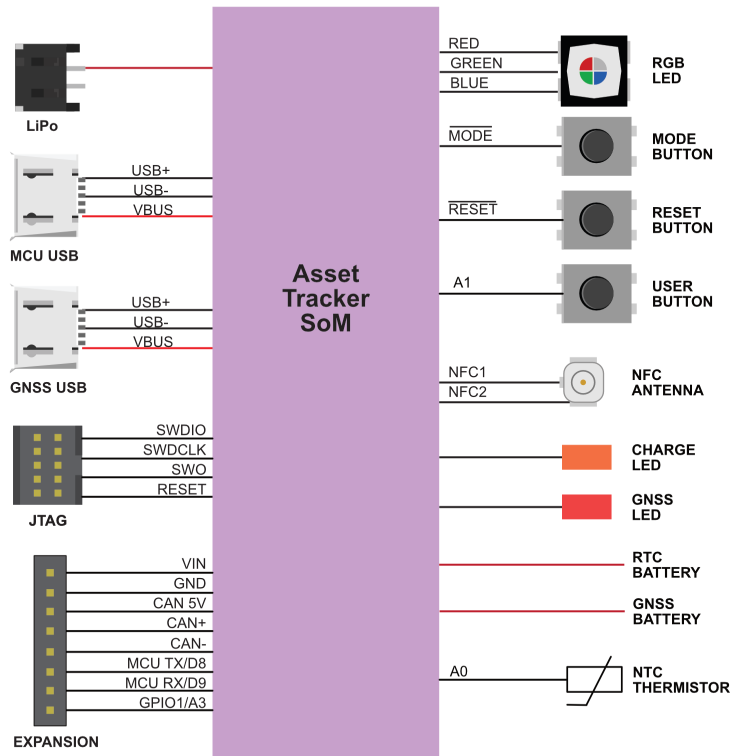 LiPo
USB+
USB-
VBUS
MCU USB
USB+
USB-
VBUS
GNSS USB
SWDIO
SWDCLK
SWO
RESET
JTAG
VIN
GND
CAN 5V
CAN+
CAN-
MCU TX/D8
MCU RX/D9
GPIO1/A3
EXPANSION
Asset
Tracker
SoM
RED
GREEN
BLUE
RGB
LED
MODE
MODE
BUTTON
RESET
RESET
BUTTON
A1
USER
BUTTON
NFC1
NFC2
NFC
ANTENNA
CHARGE
LED
GNSS
LED
RTC
BATTERY
GNSS
BATTERY
A0
NTC
THERMISTOR